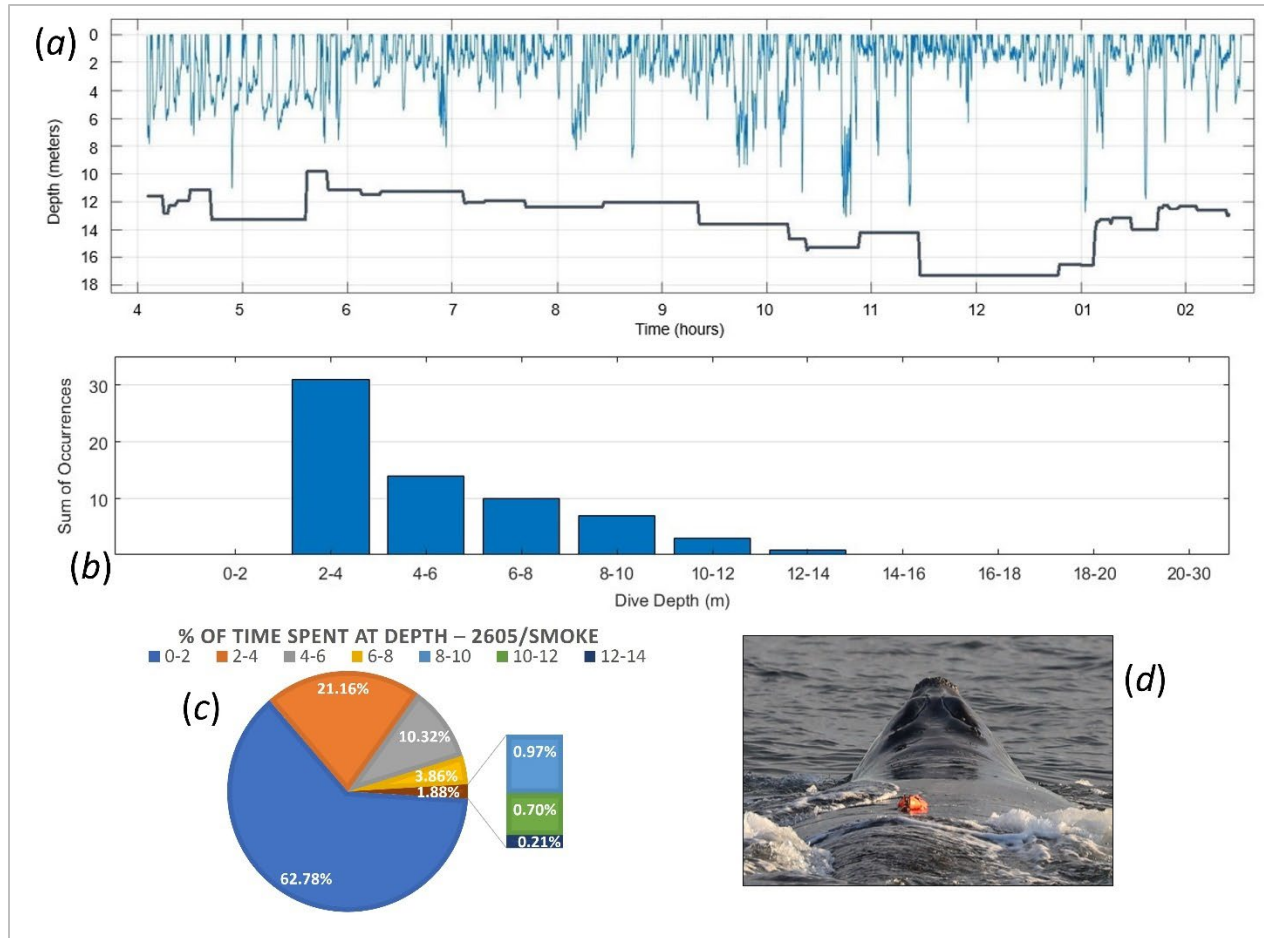 (a)
Depth (meters)
0
2
4
6
8
10
12
14
16
18
4 5 6 7 8 9 10 11 12 01 02
Time (hours)
Sum of Occurrences
30
20
10
(b)
0-2 2-4 4-6 6-8 8-10 10-12 12-14 14-16 16-18 18-20 20-30
Dive Depth (m)
% OF TIME SPENT AT DEPTH – 2605/SMOKE
0-2 2-4 4-6 6-8 8-10 10-12 12-14
(c)
21.16%
10.32%
3.86%
1.88%
62.78%
0.97%
0.70%
0.21%
(d)